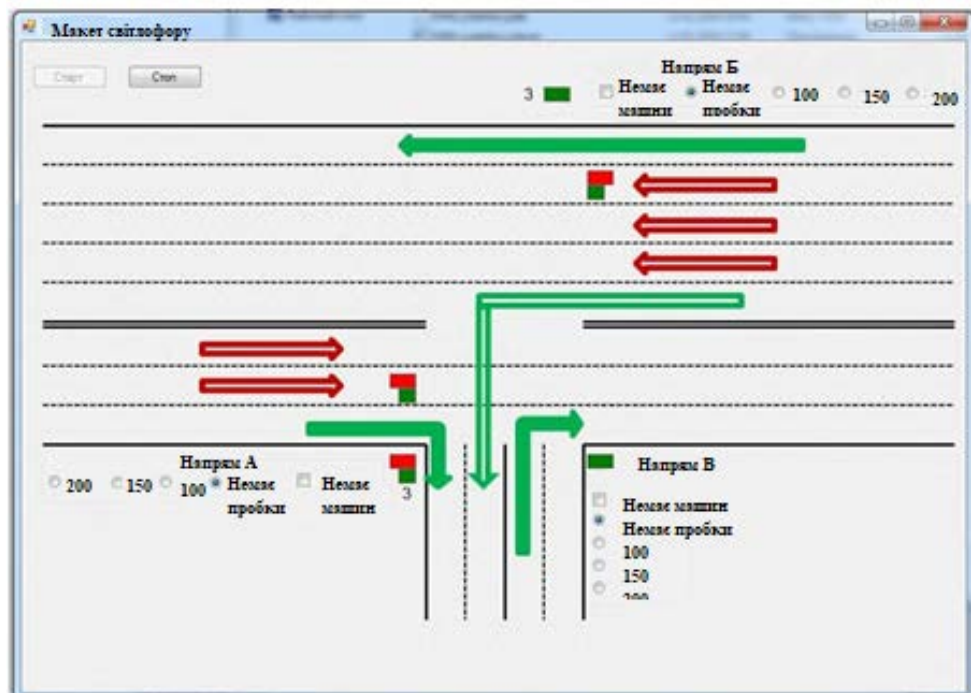 Макет світлофору
Старт
Стоп
Напрям Б
3
Немає
машин
Немає
пробки
100
150
200
Напрям А
200
150
100
Немає
пробки
Немає
машин
3
Напрям В
Немає машин
Немає пробки
100
150
200